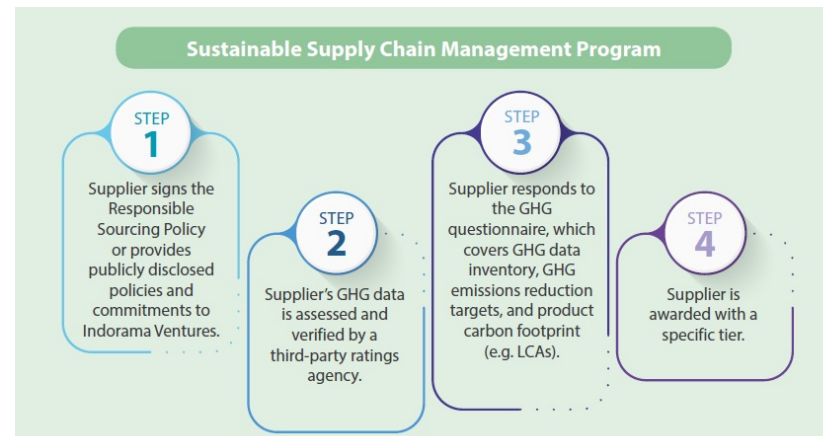 Sustainable Supply Chain Management Program
STEP
1
Supplier signs the
Responsible
Sourcing Policy
or provides
publicly disclosed
policies and
commitments to
Indorama Ventures.
STEP
2
Supplier's GHG data
is assessed and
verified by a
third-party ratings
agency.
STEP
3
Supplier responds to
the GHG
questionnaire, which
covers GHG data
inventory, GHG
emissions reduction
targets, and product
carbon footprint
(e.g. LCAs).
STEP
4
Supplier is
awarded with a
specific tier.